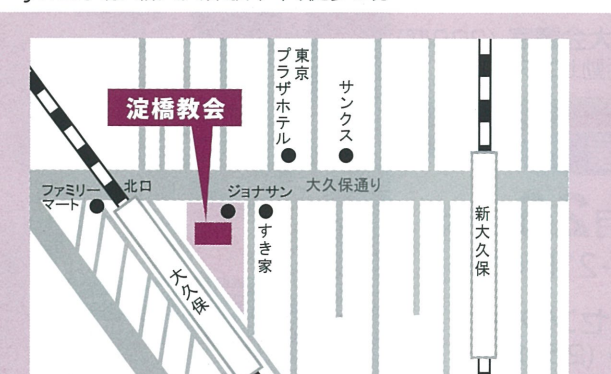 東京
プラザホテル
サンクス
淀橋教会
ファミリー
マート
北口
ジョナサン
大久保通り
すき家
大久保
新大久保